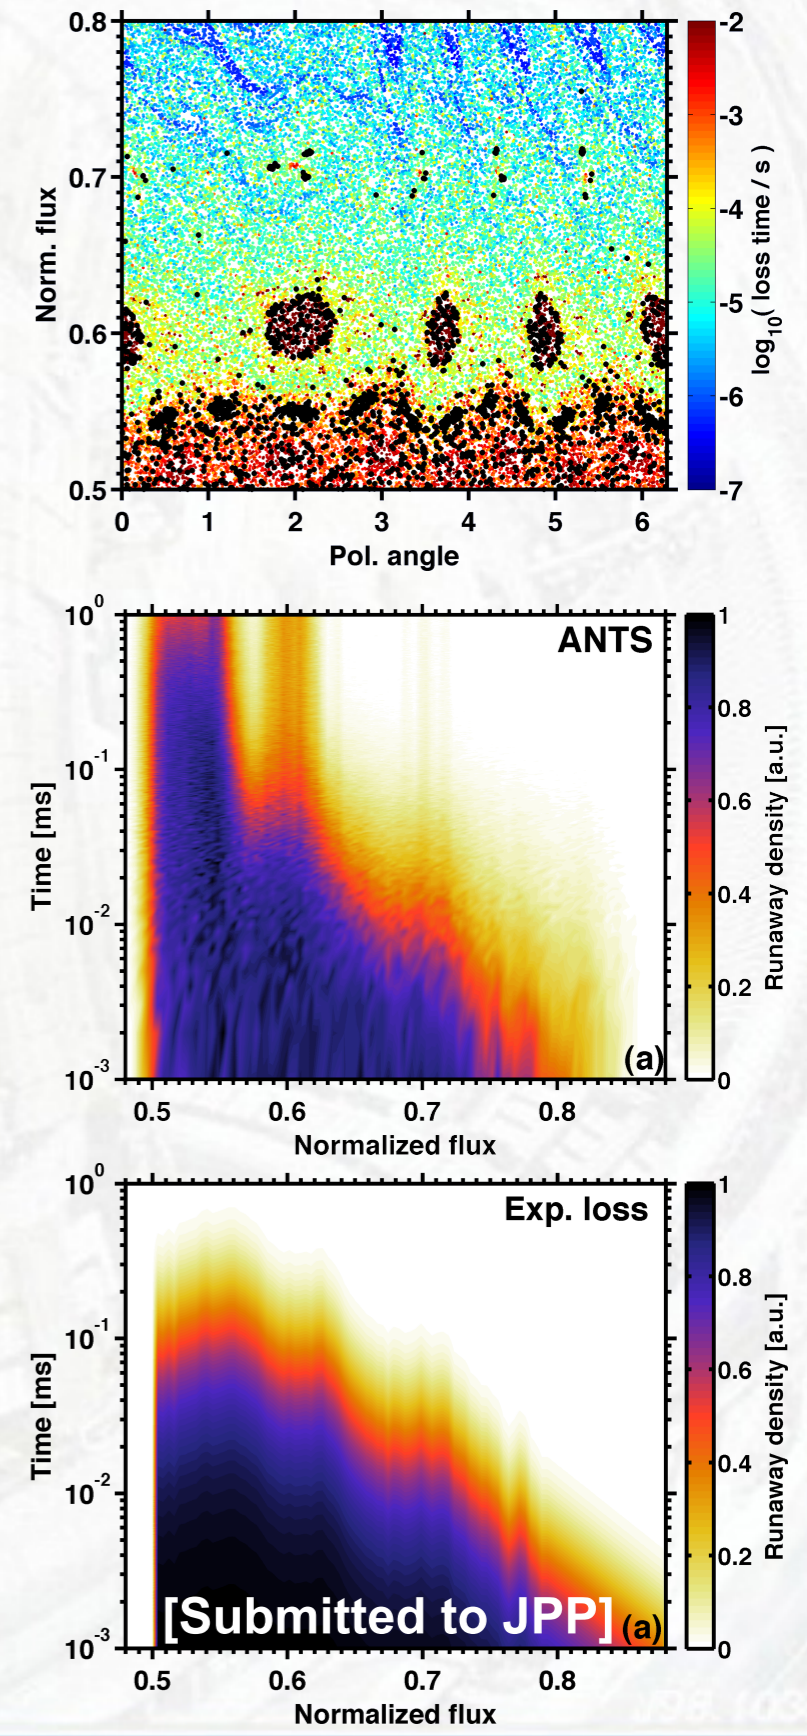 0.8
0.7
0.6
0.5
Norm. flux
0 1 2 3 4 5 6
Pol. angle
-2
-3
-4
-5
-6
-7
log10( loss time / s )
ANTS
10^0
10^-1
10^-2
10^-3
Time [ms]
(a)
0.5 0.6 0.7 0.8
Normalized flux
1
0.8
0.6
0.4
0.2
0
Runaway density [a.u.]
Exp. loss
10^0
10^-1
10^-2
10^-3
Time [ms]
[Submitted to JPP] (a)
0.5 0.6 0.7 0.8
Normalized flux
1
0.8
0.6
0.4
0.2
0
Runaway density [a.u.]